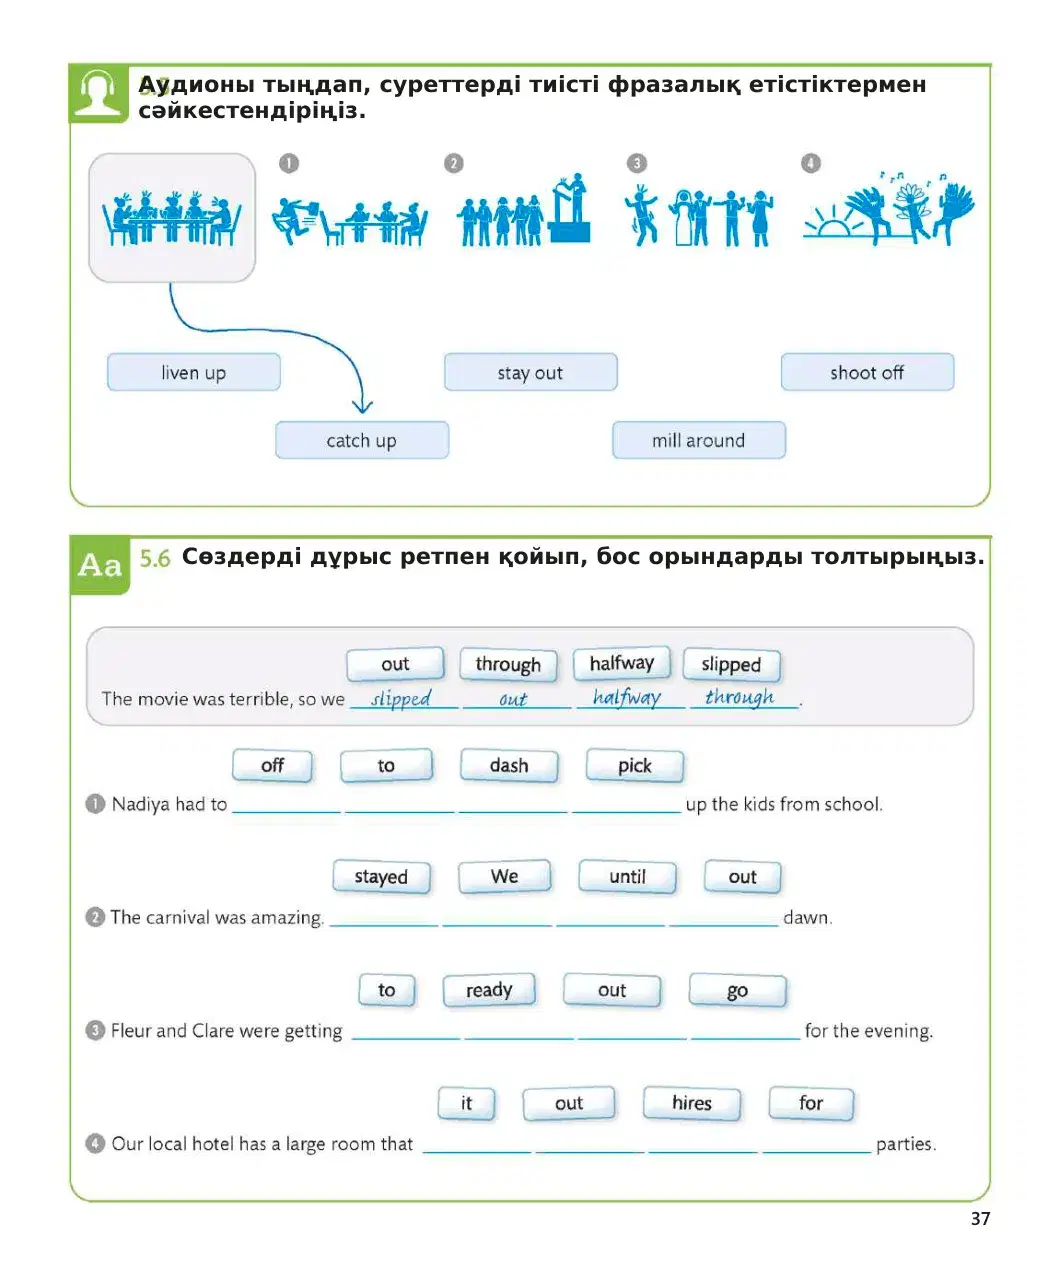 Аудионы тыңдап, суреттерді тиісті фразалық етістіктермен
сәйкестендіріңіз.
1 2 3 4
liven up stay out shoot off
catch up mill around
Aa 5.6 Сөздерді дұрыс ретпен қойып, бос орындарды толтырыңыз.
out through halfway slipped
The movie was terrible, so we slipped out halfway through.
off to dash pick
1 Nadiya had to up the kids from school.
stayed We until out
2 The carnival was amazing. dawn.
to ready out go
3 Fleur and Clare were getting for the evening.
it out hires for
4 Our local hotel has a large room that parties.
37